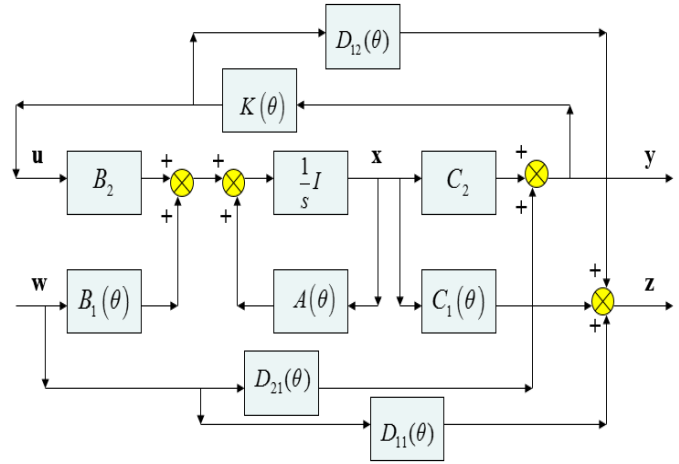 D₁₂(θ)
K(θ)
u
B₂
+
+
+
+
1/s I
x
C₂
+
+
y
w
B₁(θ)
A(θ)
C₁(θ)
+
+
z
D₂₁(θ)
D₁₁(θ)